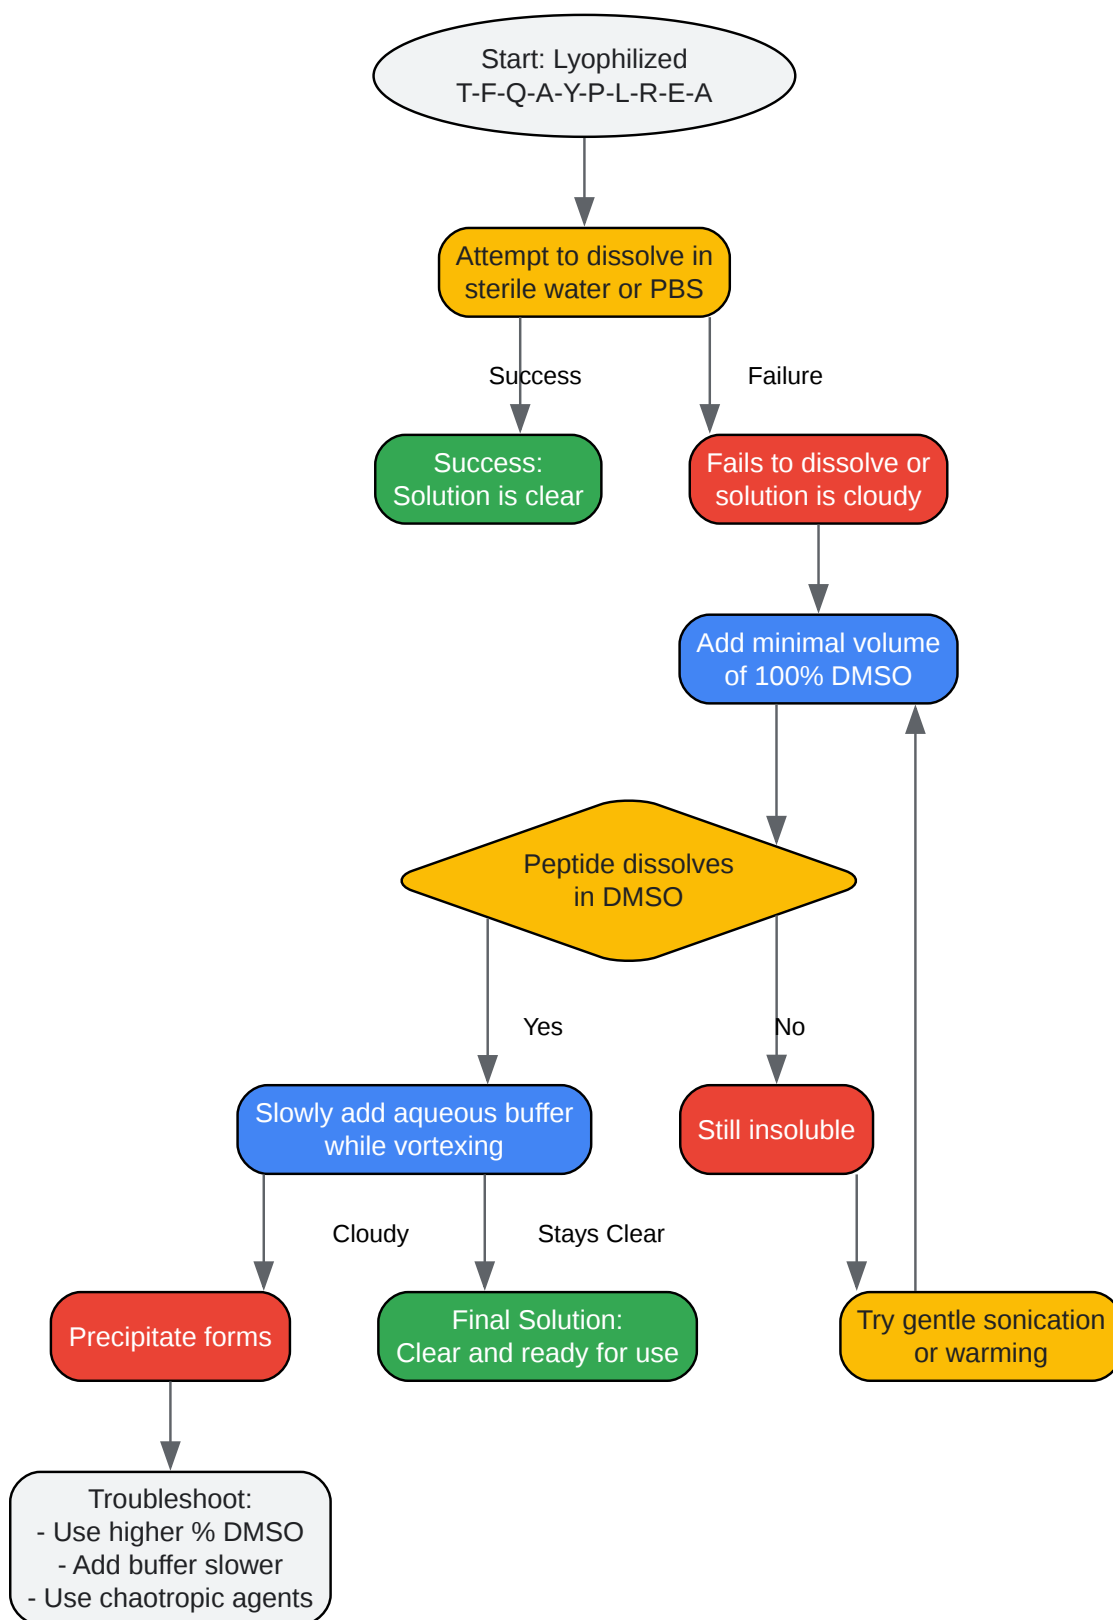 Start: Lyophilized
T-F-Q-A-Y-P-L-R-E-A
Attempt to dissolve in
sterile water or PBS
Success
Failure
Success:
Solution is clear
Fails to dissolve or
solution is cloudy
Add minimal volume
of 100% DMSO
Peptide dissolves
in DMSO
Yes
No
Slowly add aqueous buffer
while vortexing
Still insoluble
Cloudy
Stays Clear
Precipitate forms
Final Solution:
Clear and ready for use
Try gentle sonication
or warming
Troubleshoot:
- Use higher % DMSO
- Add buffer slower
- Use chaotropic agents